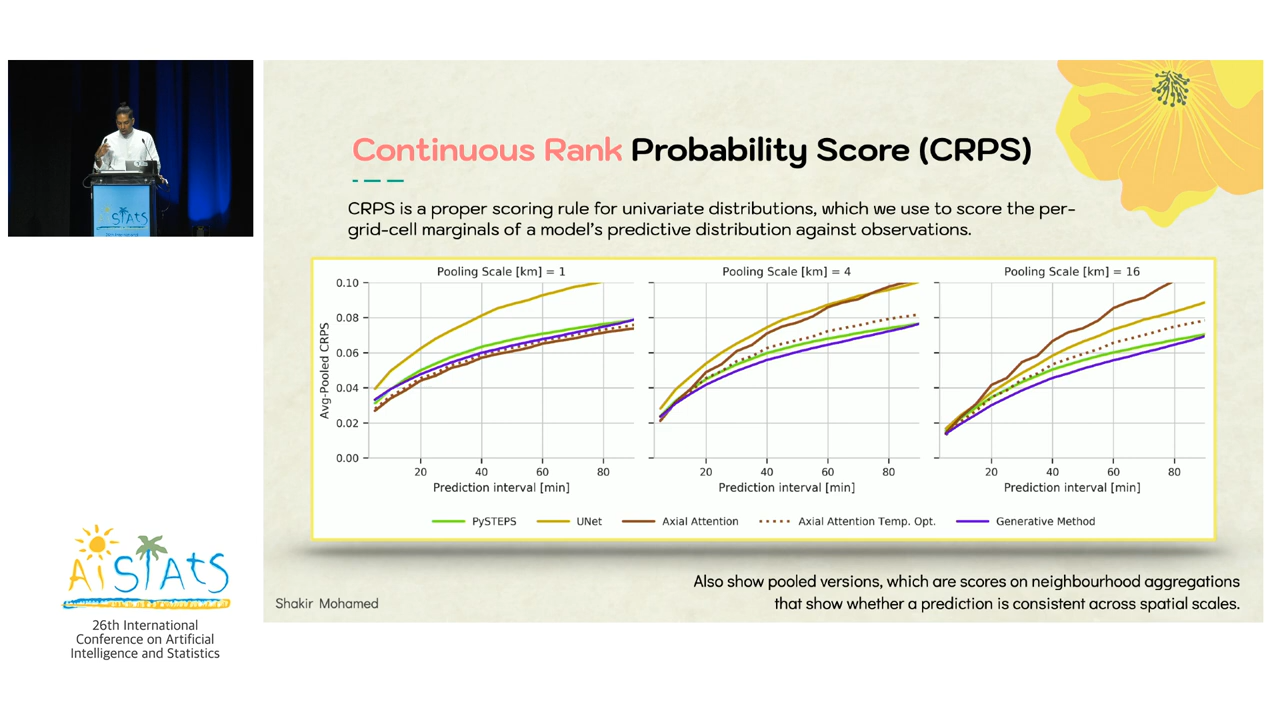 Continuous Rank Probability Score (CRPS)
CRPS is a proper scoring rule for univariate distributions, which we use to score the per-
grid-cell marginals of a model's predictive distribution against observations.
Pooling Scale [km] = 1
Pooling Scale [km] = 4
Pooling Scale [km] = 16
Avg-Pooled CRPS
0.10
0.08
0.06
0.04
0.02
0.00
20 40 60 80
20 40 60 80
20 40 60 80
Prediction interval [min]
Prediction interval [min]
Prediction interval [min]
PySTEPS UNet Axial Attention Axial Attention Temp. Opt. Generative Method
Also show pooled versions, which are scores on neighbourhood aggregations
that show whether a prediction is consistent across spatial scales.
Shakir Mohamed
AiSTATS
AiSTATS
26th International
Conference on Artificial
Intelligence and Statistics